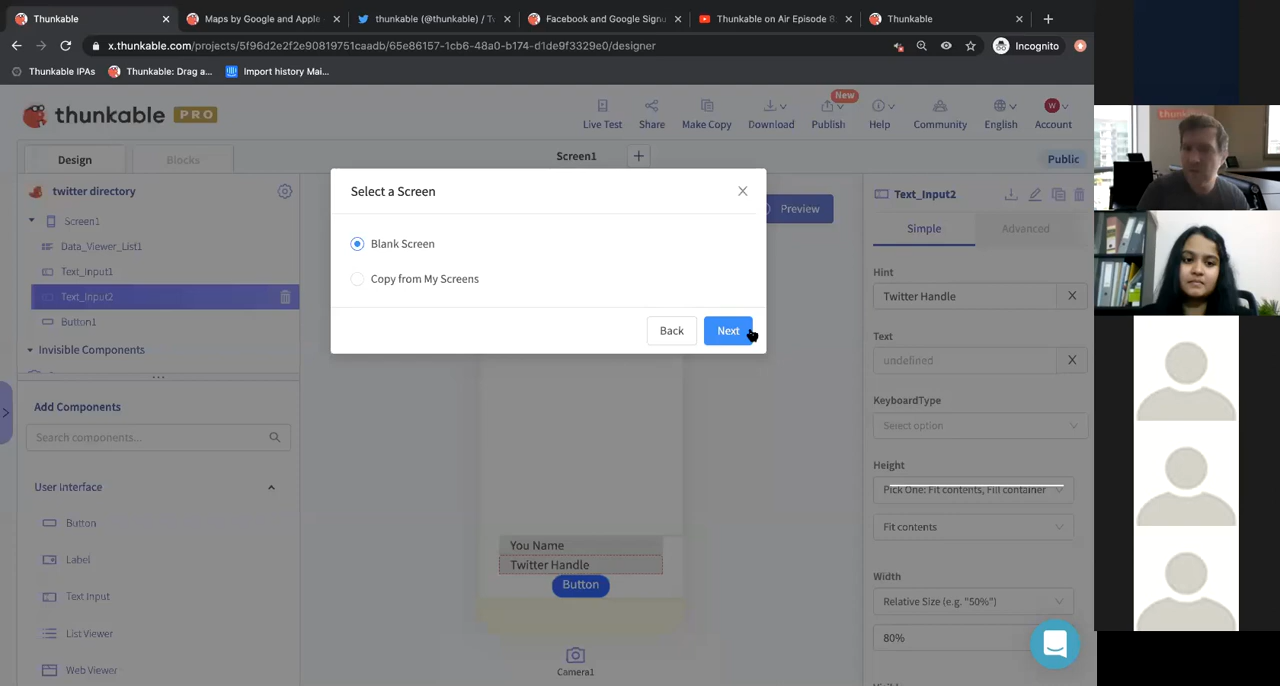 Thunkable
Maps by Google and Apple
thunkable (@thunkable) / Tw
Facebook and Google Signu
Thunkable on Air Episode 8.
Thunkable
x.thunkable.com/projects/5f96d2e2f2e90819751caadb/65e86157-1cb6-48a0-b174-d1de9f3329e0/designer
Incognito
Thunkable IPAs
Thunkable: Drag a...
Import history Mai...
thunkable PRO
Live Test
Share
Make Copy
Download
New
Publish
Help
Community
English
W
Account
Design
Blocks
Screen1
Public
twitter directory
Screen1
Data_Viewer_List1
Text_Input1
Text_Input2
Button1
Invisible Components
Add Components
Search components...
User Interface
Button
Label
Text Input
List Viewer
Web Viewer
Select a Screen
Blank Screen
Copy from My Screens
Back
Next
Preview
You Name
Twitter Handle
Button
Camera1
Text_Input2
Simple
Advanced
Hint
Twitter Handle
Text
undefined
KeyboardType
Select option
Height
Pick One: Fit contents, Fill container
Fit contents
Width
Relative Size (e.g. "50%")
80%